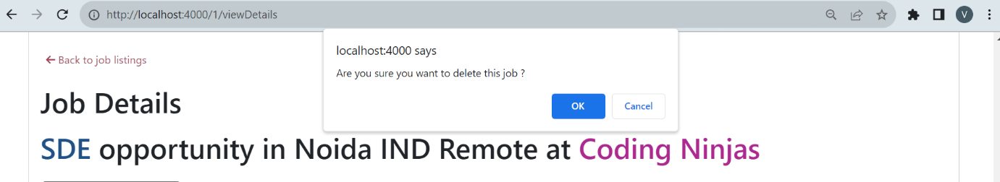 http://localhost:4000/1/viewDetails
V
localhost:4000 says
Are you sure you want to delete this job ?
OK Cancel
Back to job listings
Job Details
SDE opportunity in Noida IND Remote at Coding Ninjas